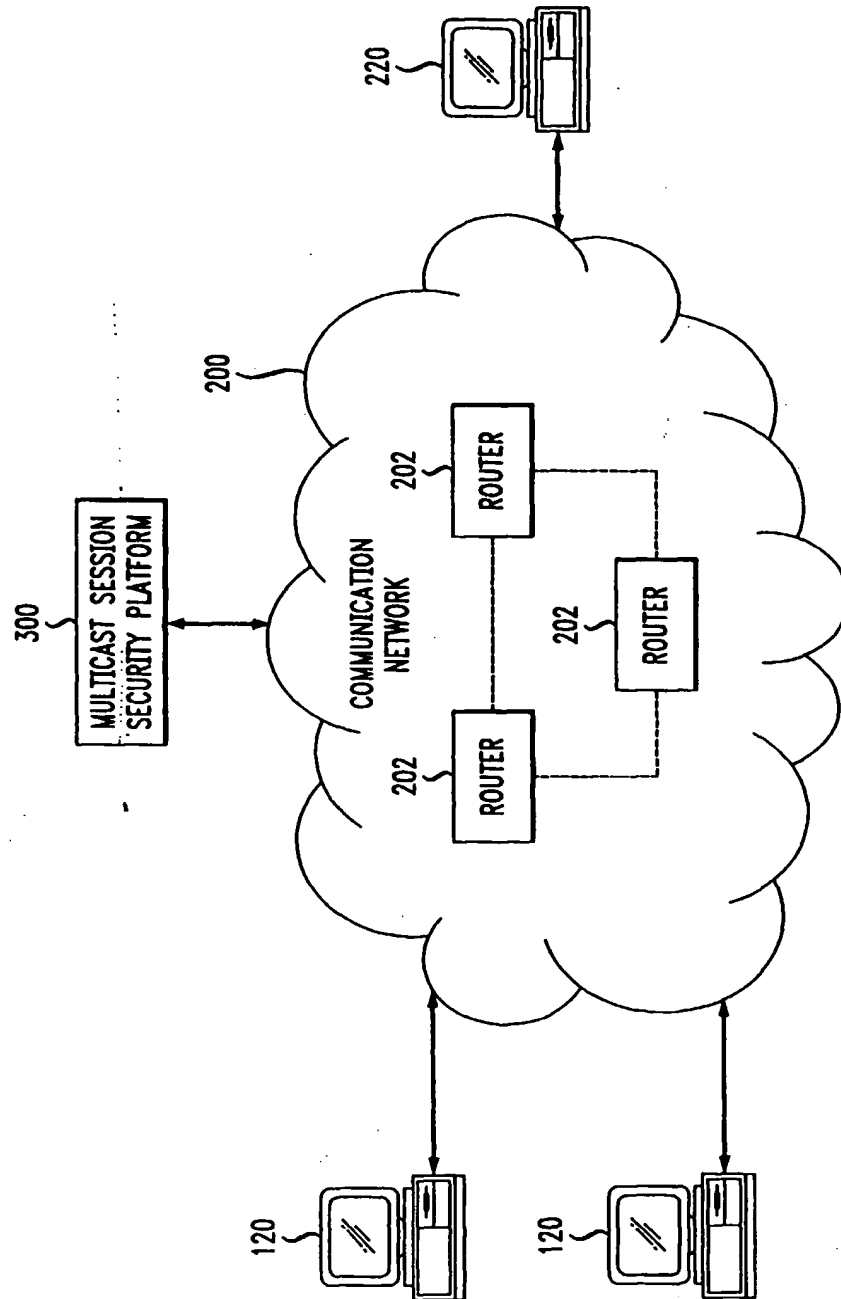 300
MULTICAST SESSION
SECURITY PLATFORM
200
COMMUNICATION
NETWORK
202
ROUTER
202
ROUTER
202
ROUTER
120
120
220